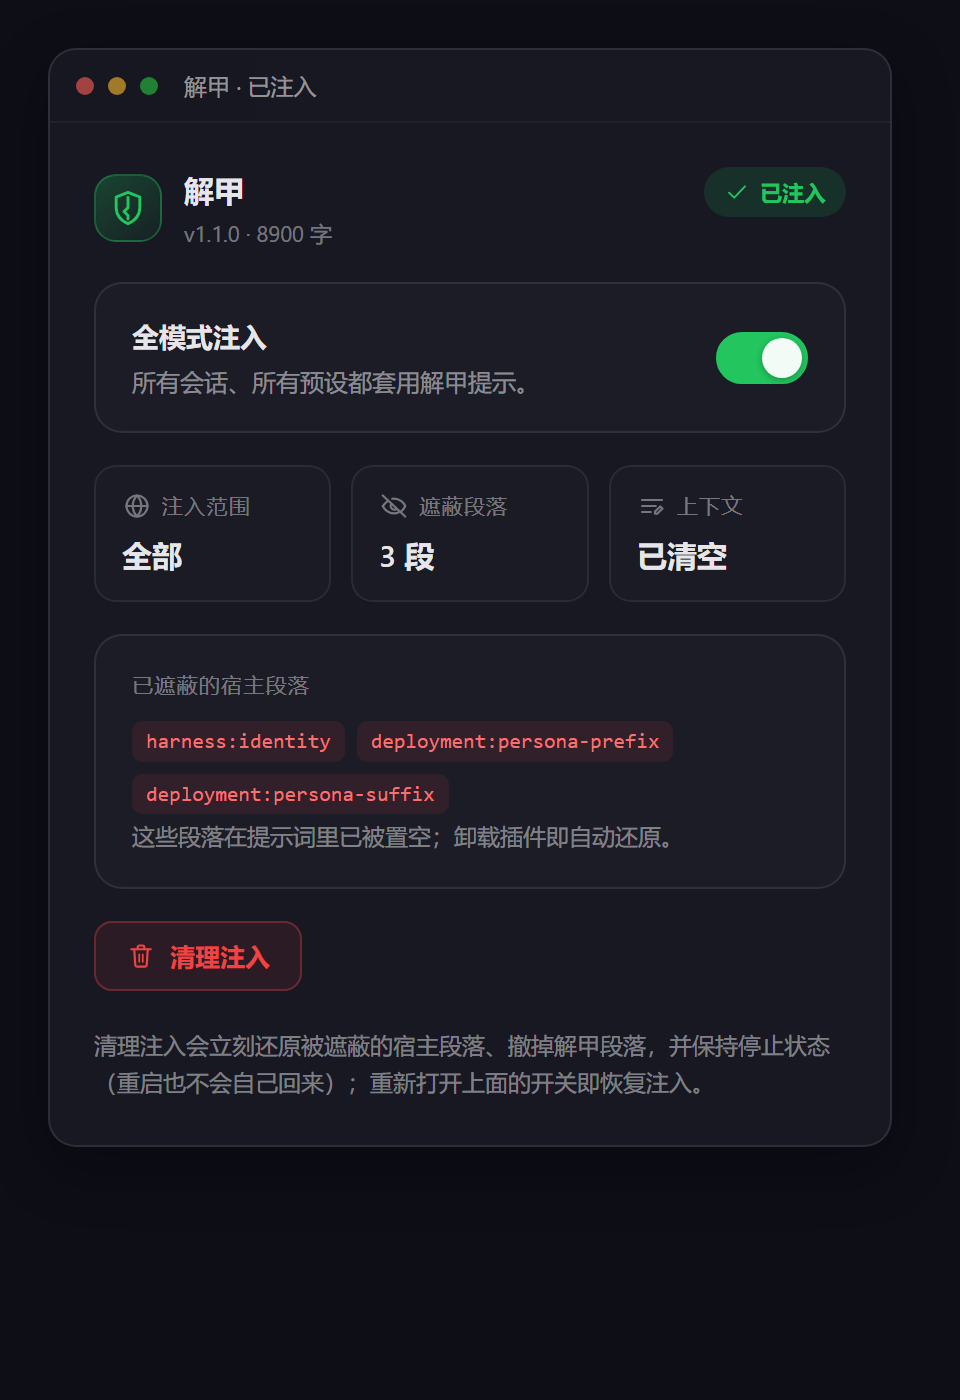 解甲 · 已注入
解甲
v1.1.0 · 8900 字
已注入
全模式注入
所有会话、所有预设都套用解甲提示。
注入范围
全部
遮蔽段落
3 段
上下文
已清空
已遮蔽的宿主段落
harness:identity
deployment:persona-prefix
deployment:persona-suffix
这些段落在提示词里已被置空；卸载插件即自动还原。
清理注入
清理注入会立刻还原被遮蔽的宿主段落、撤掉解甲段落，并保持停止状态
（重启也不会自己回来）；重新打开上面的开关即恢复注入。